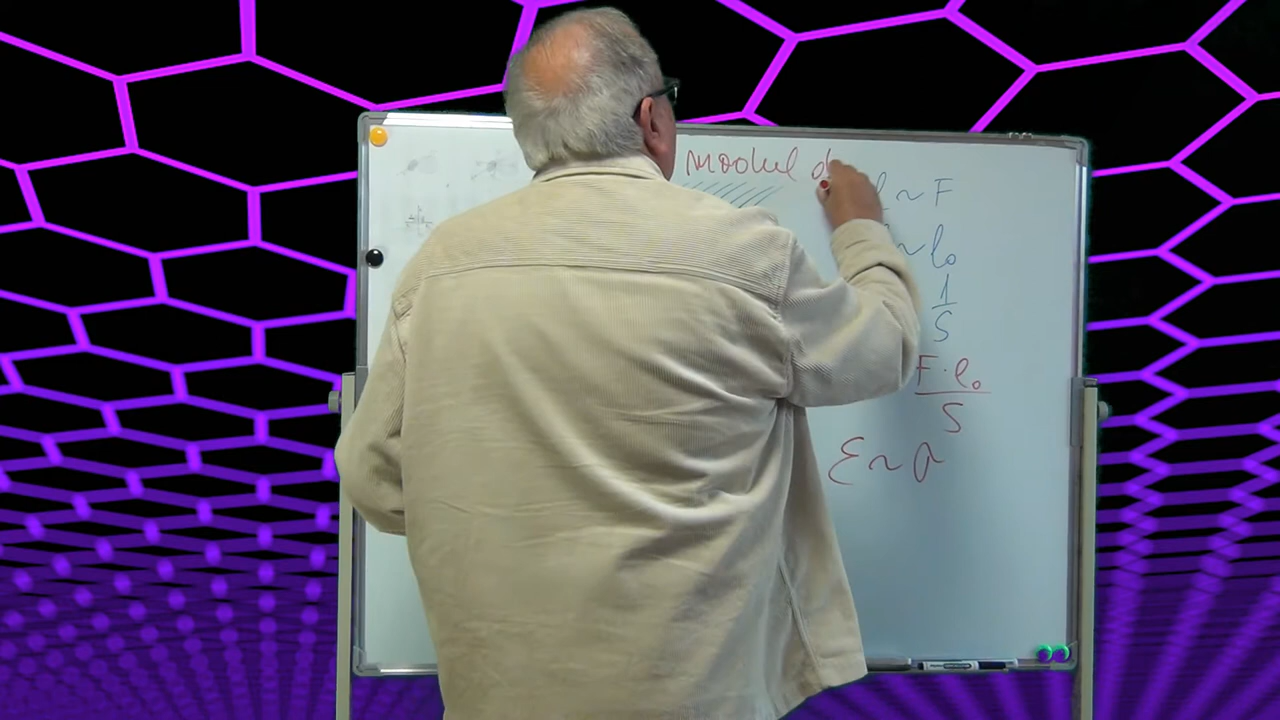 modul d
l ~ F
~ l₀
1/S
F · l₀ / S
ε ~ σ